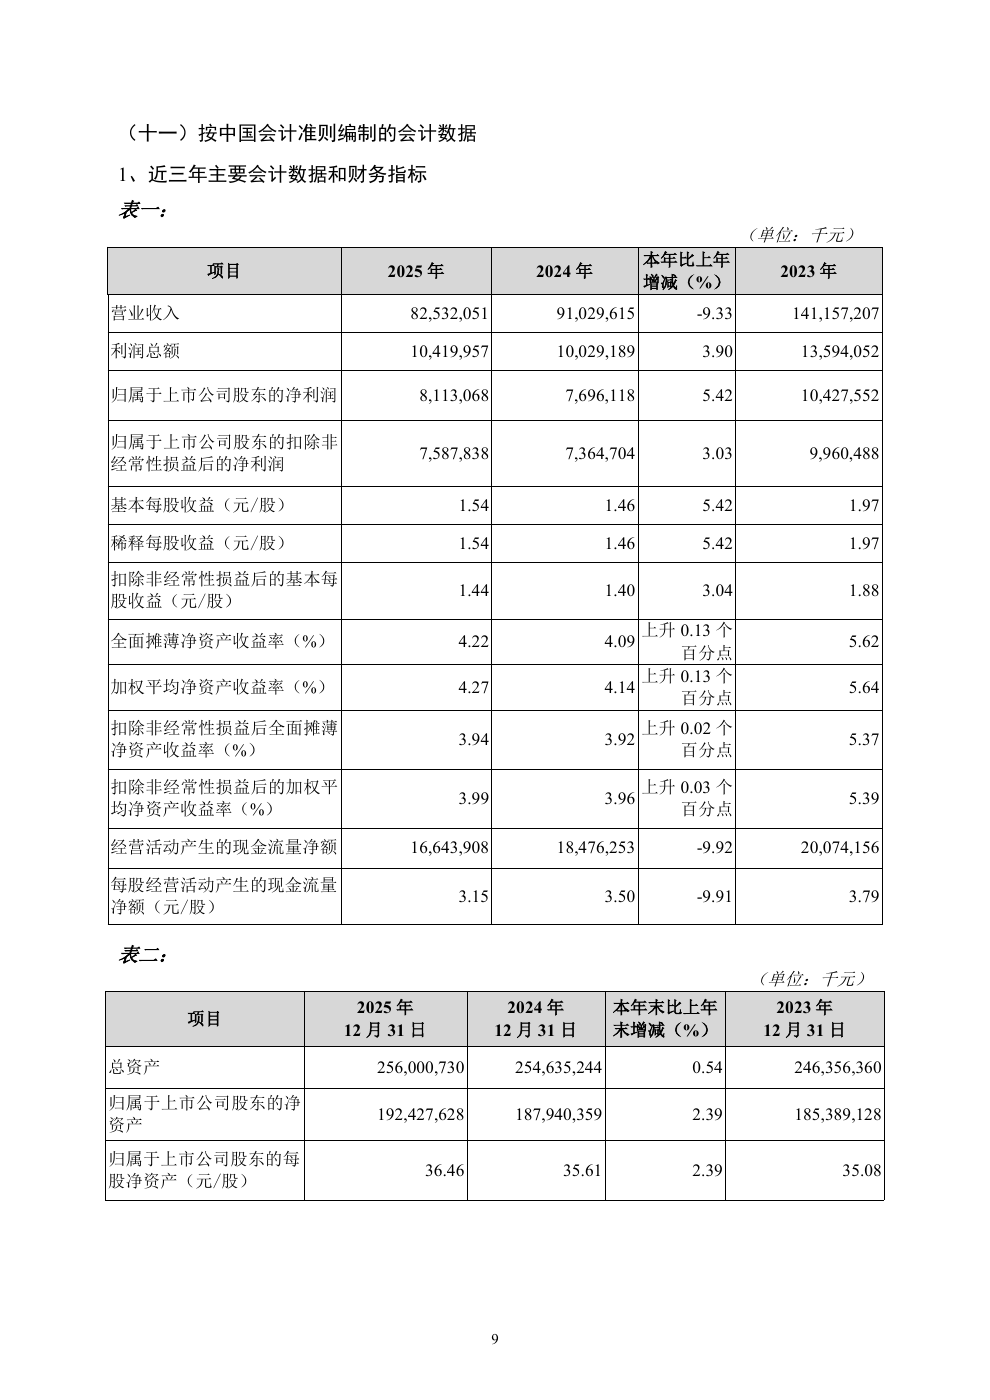 （十一）按中国会计准则编制的会计数据
1、近三年主要会计数据和财务指标
表一：
（单位：千元）
项目 2025 年 2024 年 本年比上年增减（%） 2023 年
营业收入 82,532,051 91,029,615 -9.33 141,157,207
利润总额 10,419,957 10,029,189 3.90 13,594,052
归属于上市公司股东的净利润 8,113,068 7,696,118 5.42 10,427,552
归属于上市公司股东的扣除非经常性损益后的净利润 7,587,838 7,364,704 3.03 9,960,488
基本每股收益（元/股） 1.54 1.46 5.42 1.97
稀释每股收益（元/股） 1.54 1.46 5.42 1.97
扣除非经常性损益后的基本每股收益（元/股） 1.44 1.40 3.04 1.88
全面摊薄净资产收益率（%） 4.22 4.09 上升 0.13 个百分点 5.62
加权平均净资产收益率（%） 4.27 4.14 上升 0.13 个百分点 5.64
扣除非经常性损益后全面摊薄净资产收益率（%） 3.94 3.92 上升 0.02 个百分点 5.37
扣除非经常性损益后的加权平均净资产收益率（%） 3.99 3.96 上升 0.03 个百分点 5.39
经营活动产生的现金流量净额 16,643,908 18,476,253 -9.92 20,074,156
每股经营活动产生的现金流量净额（元/股） 3.15 3.50 -9.91 3.79
表二：
（单位：千元）
项目 2025 年 12 月 31 日 2024 年 12 月 31 日 本年末比上年末增减（%） 2023 年 12 月 31 日
总资产 256,000,730 254,635,244 0.54 246,356,360
归属于上市公司股东的净资产 192,427,628 187,940,359 2.39 185,389,128
归属于上市公司股东的每股净资产（元/股） 36.46 35.61 2.39 35.08
9